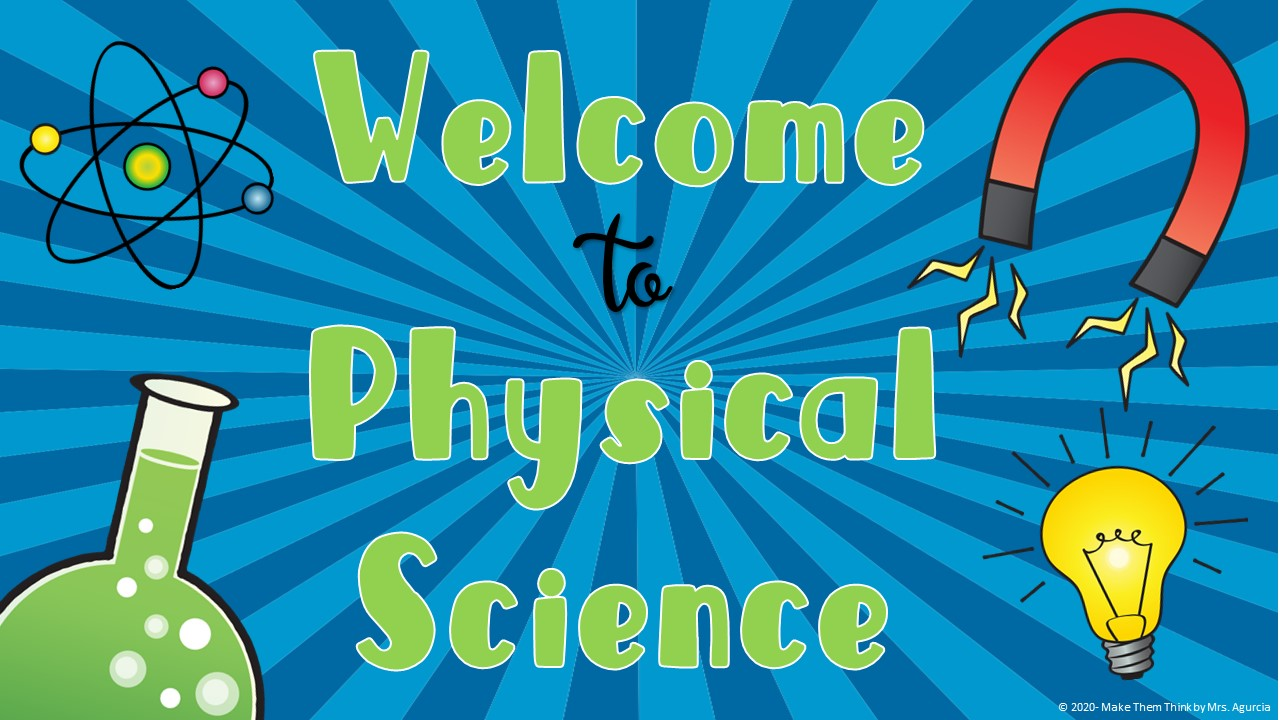 Welcome
to
Physical
Science
© 2020- Make Them Think by Mrs. Agurcia